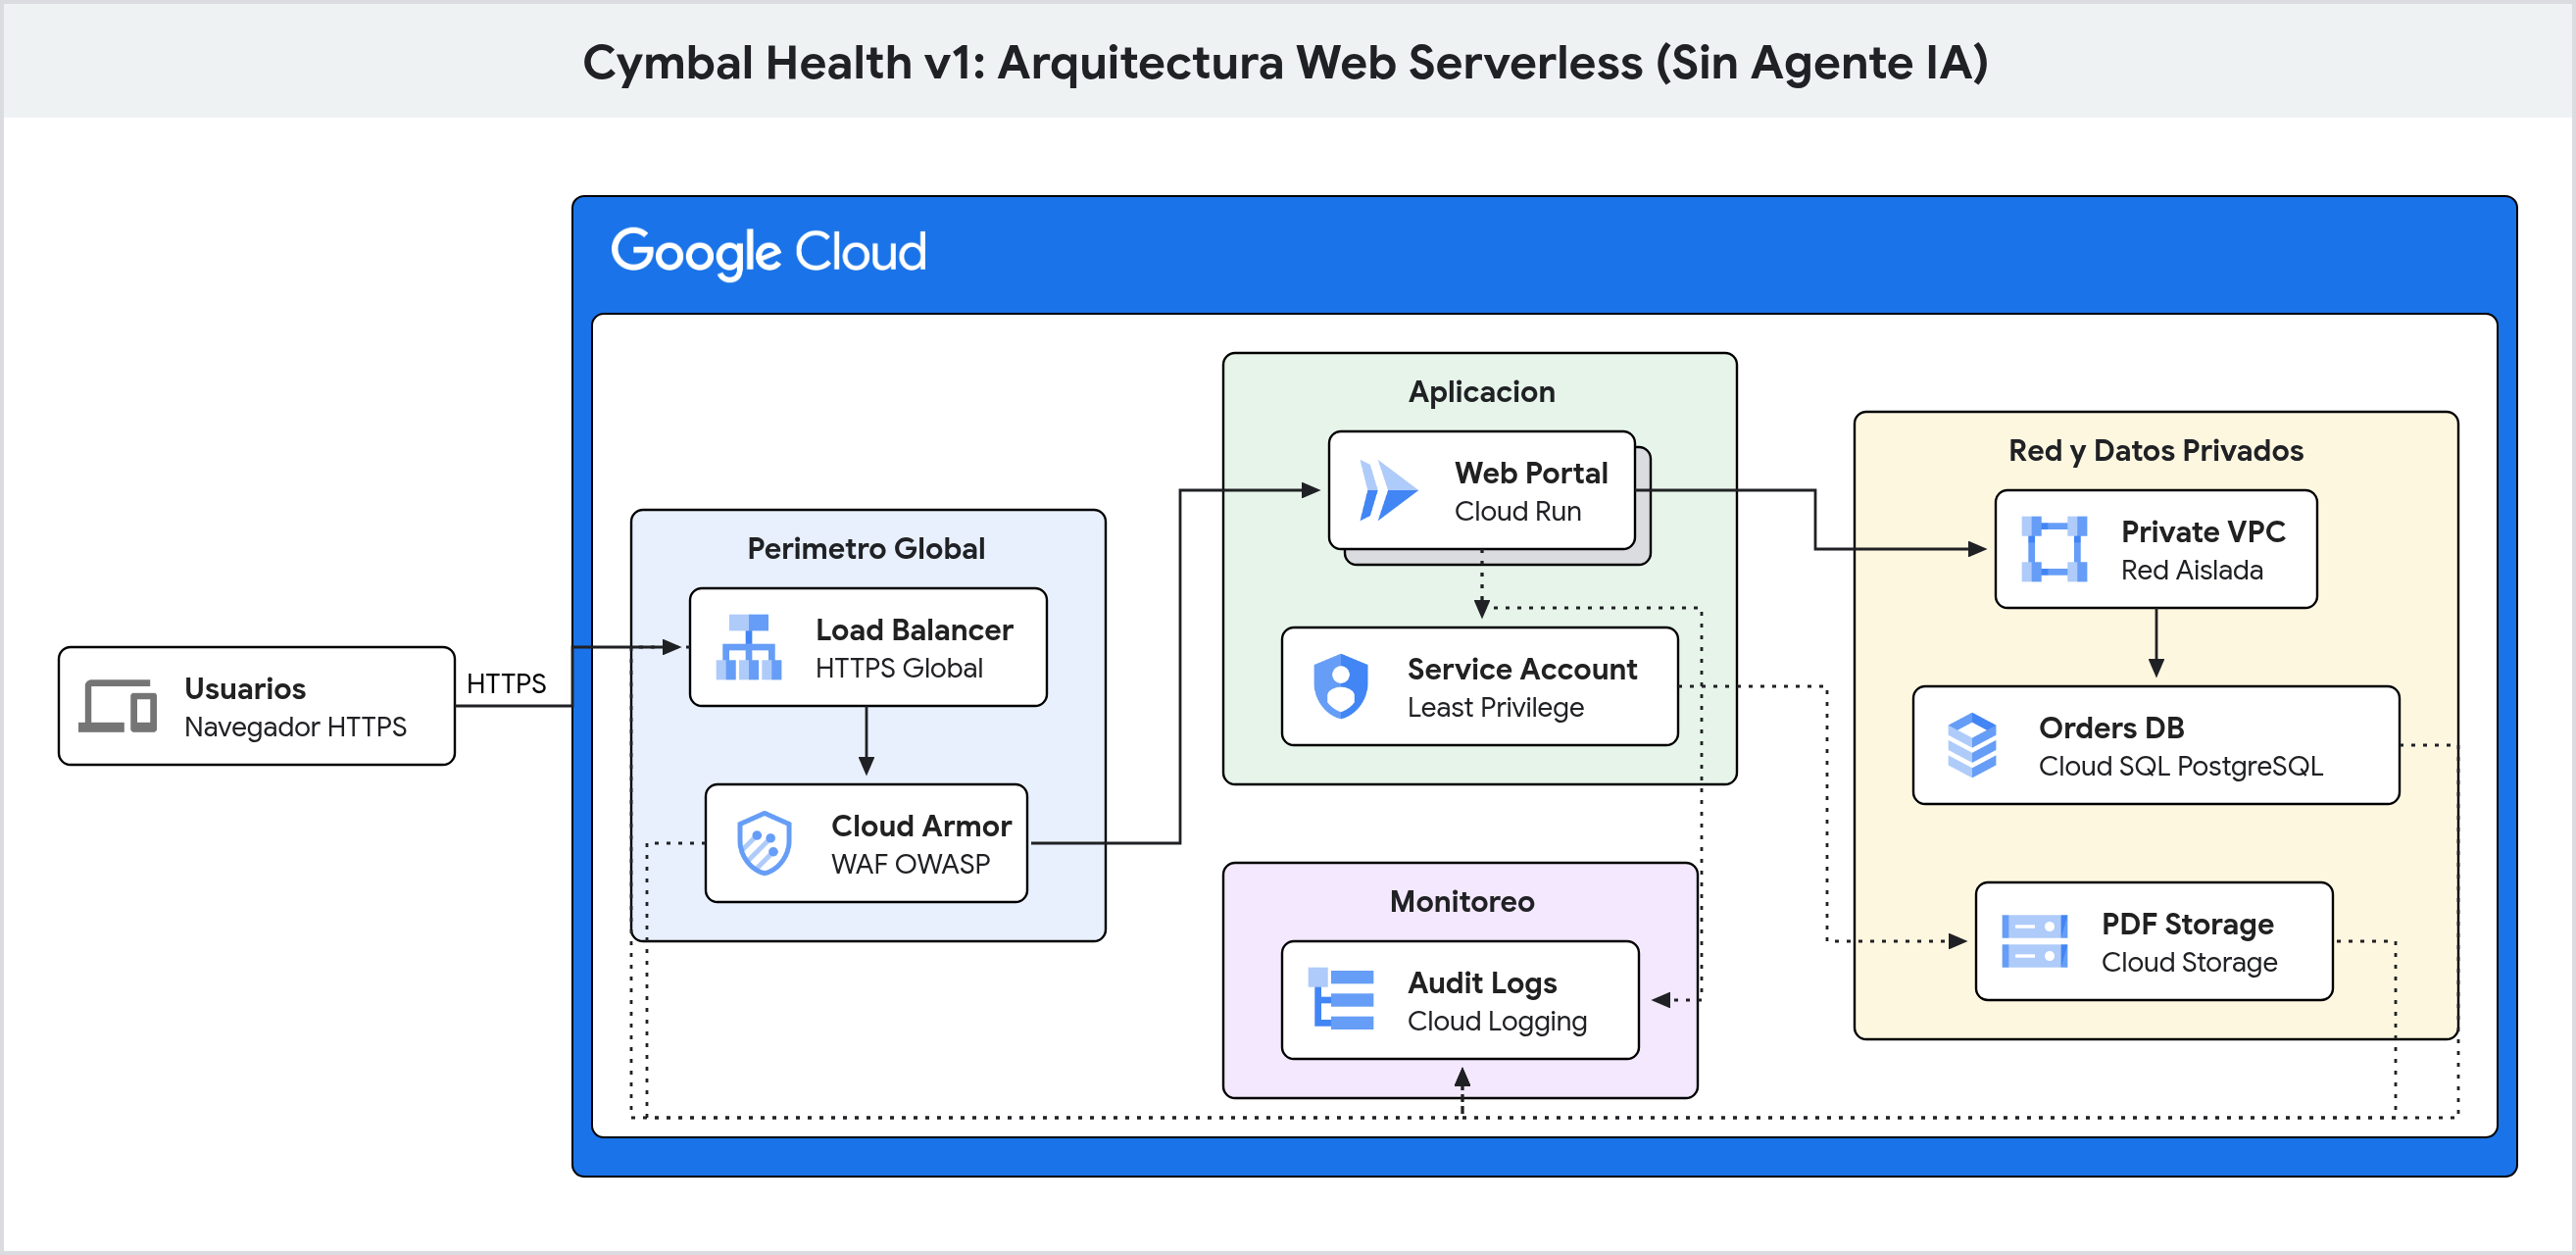 Cymbal Health v1: Arquitectura Web Serverless (Sin Agente IA)
Google Cloud
Usuarios
Navegador HTTPS
HTTPS
Perimetro Global
Load Balancer
HTTPS Global
Cloud Armor
WAF OWASP
Aplicacion
Web Portal
Cloud Run
Service Account
Least Privilege
Monitoreo
Audit Logs
Cloud Logging
Red y Datos Privados
Private VPC
Red Aislada
Orders DB
Cloud SQL PostgreSQL
PDF Storage
Cloud Storage